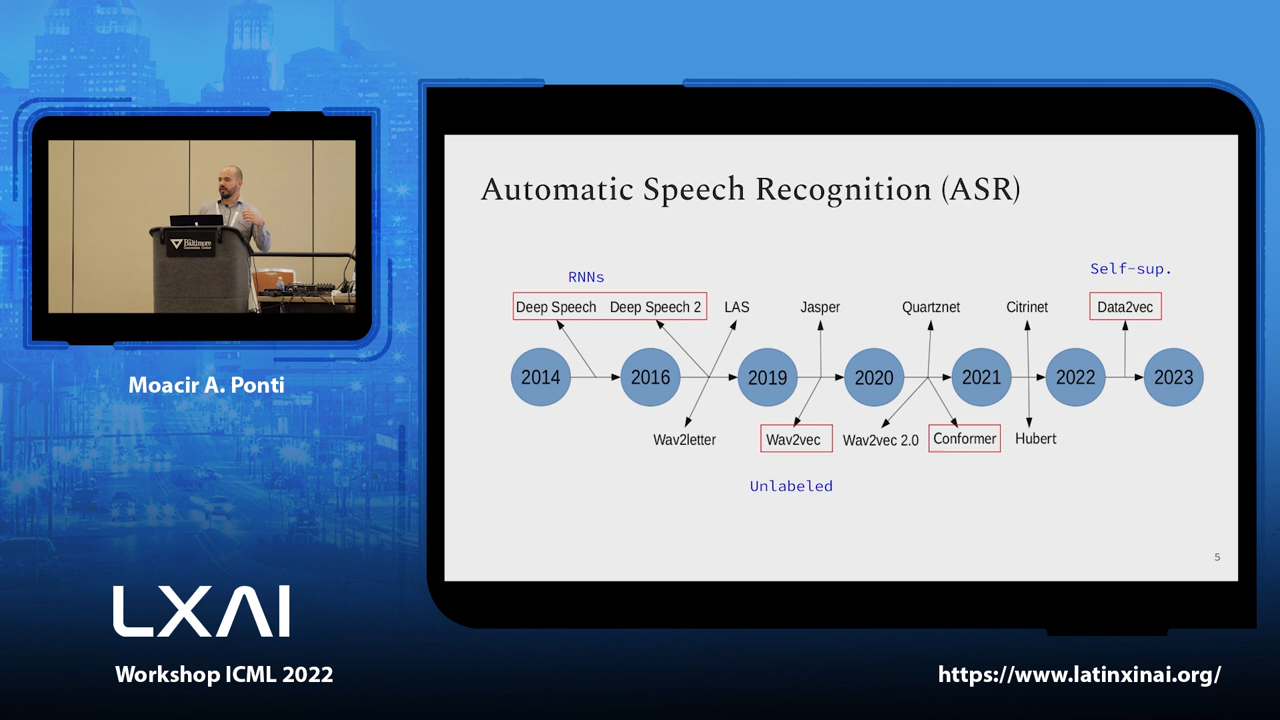 Automatic Speech Recognition (ASR)
RNNs
Self-sup.
Deep Speech Deep Speech 2 LAS Jasper Quartznet Citrinet Data2vec
2014 2016 2019 2020 2021 2022 2023
Wav2letter Wav2vec Wav2vec 2.0 Conformer Hubert
Unlabeled
5
Baltimore
Moacir A. Ponti
LXAI
Workshop ICML 2022
https://www.latinxinai.org/